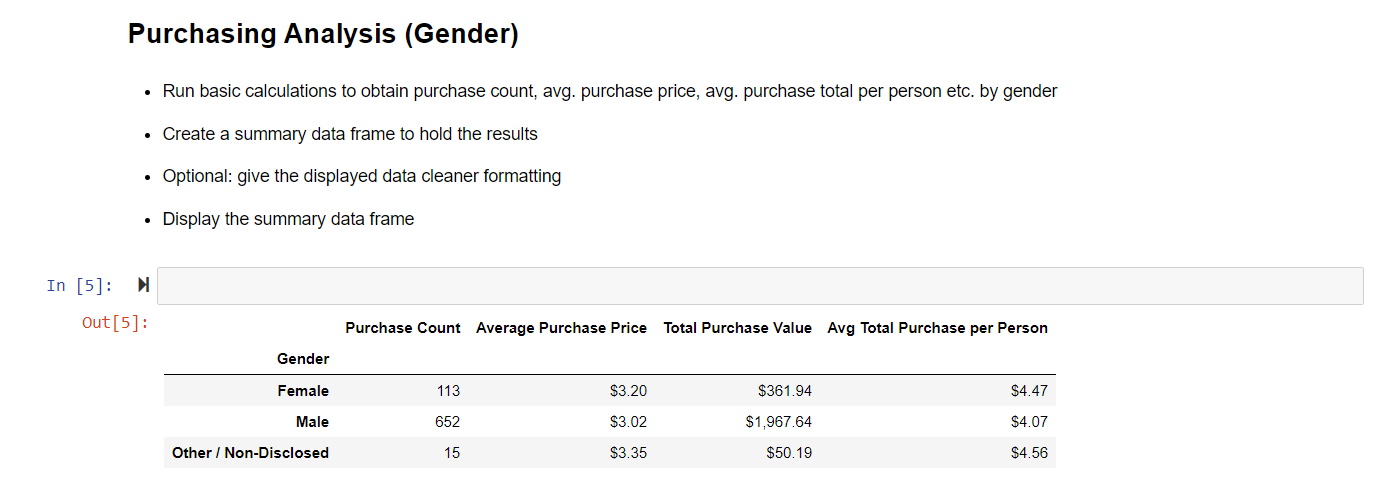 Purchasing Analysis (Gender)
• Run basic calculations to obtain purchase count, avg. purchase price, avg. purchase total per person etc. by gender
• Create a summary data frame to hold the results
• Optional: give the displayed data cleaner formatting
• Display the summary data frame
In [5]:
Out[5]:
Purchase Count Average Purchase Price Total Purchase Value Avg Total Purchase per Person
Gender
Female 113 $3.20 $361.94 $4.47
Male 652 $3.02 $1,967.64 $4.07
Other / Non-Disclosed 15 $3.35 $50.19 $4.56